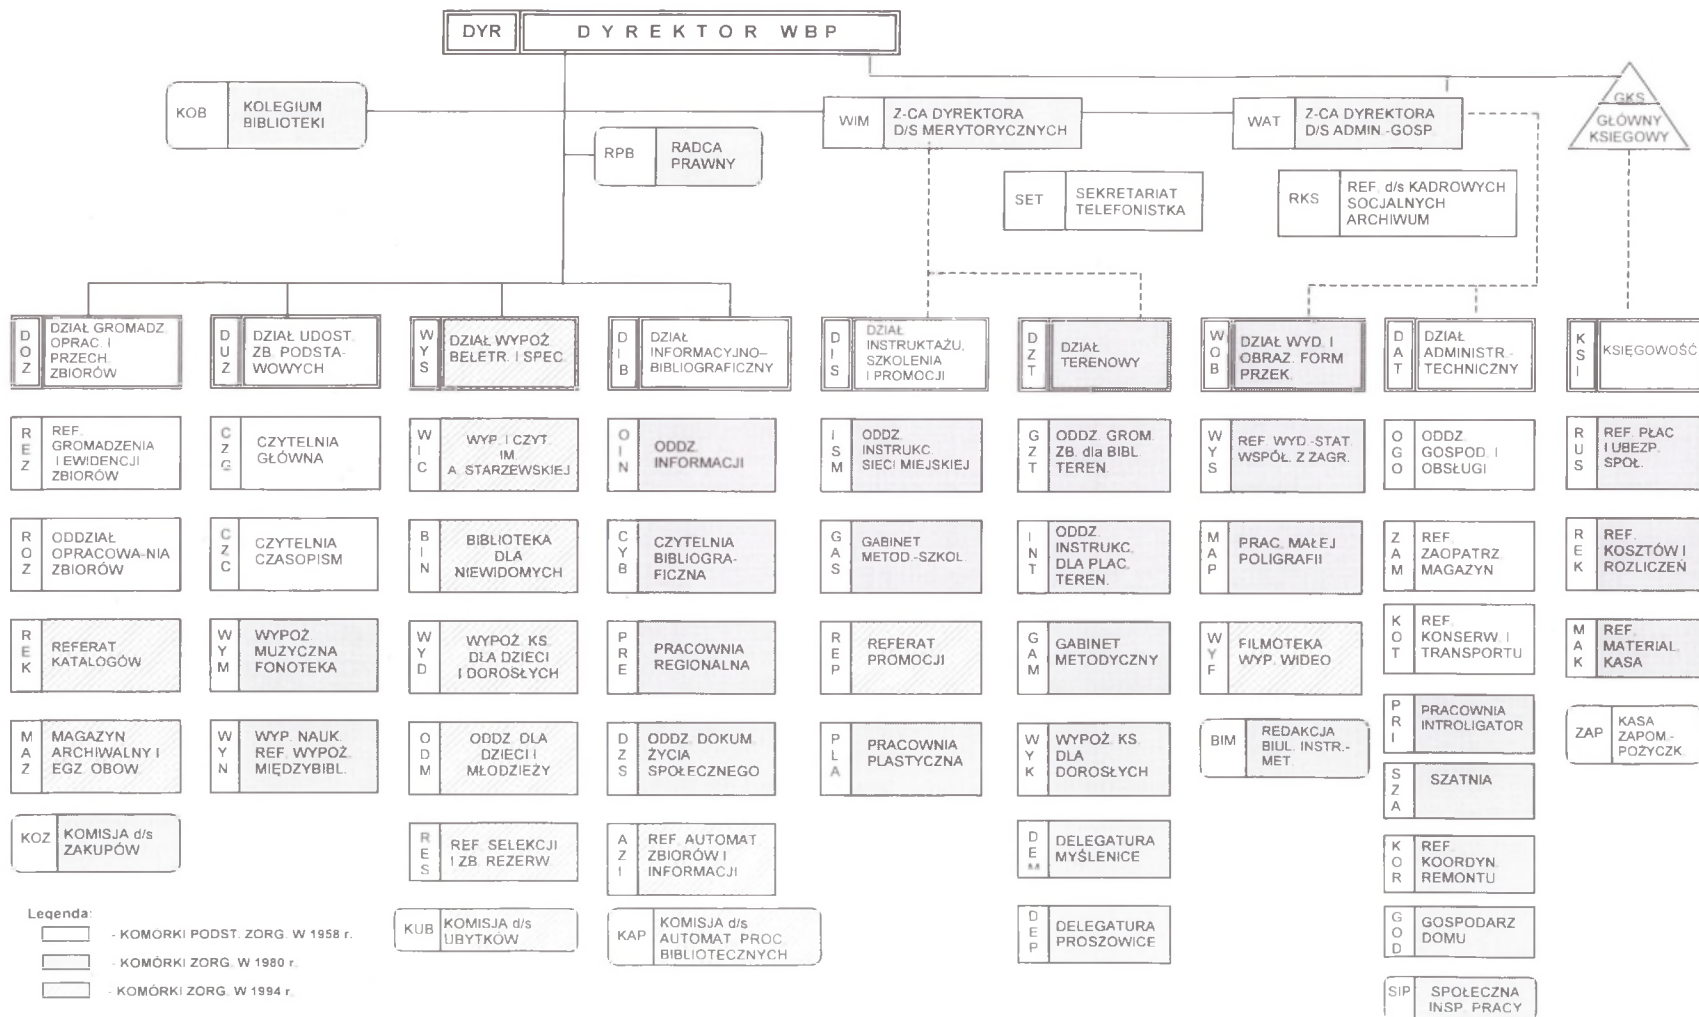 DYR DYREKTOR WBP
KOB KOLEGIUM
BIBLIOTEKI
WIM Z-CA DYREKTORA
D/S MERYTORYCZNYCH
WAT Z-CA DYREKTORA
D/S ADMIN.-GOSP.
GKS
GŁÓWNY
KSIEGOWY
RPB RADCA
PRAWNY
SET SEKRETARIAT
TELEFONISTKA
RKS REF. d/s KADROWYCH
SOCJALNYCH
ARCHIWUM
DOZ
DZIAŁ GROMADZ.
OPRAC. I
PRZECH.
ZBIORÓW
REZ
REF.
GROMADZENIA
I EWIDENCJI
ZBIORÓW
ROZ
ODDZIAŁ
OPRACOWA-NIA
ZBIORÓW
REK
REFERAT
KATALOGÓW
MAZ
MAGAZYN
ARCHIWALNY I
EGZ. OBOW.
KOZ KOMISJA d/s
ZAKUPÓW
DUZ
DZIAŁ UDOST.
ZB. PODSTA-
WOWYCH
CZG
CZYTELNIA
GŁÓWNA
CZC
CZYTELNIA
CZASOPISM
WYM
WYPOŻ.
MUZYCZNA
FONOTEKA
WYN
WYP. NAUK.
REF. WYPOŻ.
MIĘDZYBIBL.
WYS
DZIAŁ WYPOŻ.
BELETR. I SPEC.
WIC
WYP. I CZYT.
IM.
A. STARZEWSKIEJ
BIN
BIBLIOTEKA
DLA
NIEWIDOMYCH
WYD
WYPOŻ. KS.
DLA DZIECI
I DOROSŁYCH
ODM
ODDZ. DLA
DZIECI I
MŁODZIEŻY
RES
REF. SELEKCJI
I ZB. REZERW.
KUB KOMISJA d/s
UBYTKÓW
DIB
DZIAŁ
INFORMACYJNO–
BIBLIOGRAFICZNY
OIN
ODDZ.
INFORMACJI
CYB
CZYTELNIA
BIBLIOGRA-
FICZNA
PRE
PRACOWNIA
REGIONALNA
DZS
ODDZ. DOKUM.
ŻYCIA
SPOŁECZNEGO
AZI
REF. AUTOMAT.
ZBIORÓW I
INFORMACJI
KAP KOMISJA d/s
AUTOMAT. PROC.
BIBLIOTECZNYCH
DIS
DZIAŁ
INSTRUKTAŻU,
SZKOLENIA
I PROMOCJI
ISM
ODDZ.
INSTRUKC.
SIECI MIEJSKIEJ
GAS
GABINET
METOD.-SZKOL.
REP
REFERAT
PROMOCJI
PLA
PRACOWNIA
PLASTYCZNA
DZT
DZIAŁ
TERENOWY
GZT
ODDZ. GROM.
ZB. dla BIBL.
TEREN.
INT
ODDZ.
INSTRUKC.
DLA PLAC.
TEREN.
GAM
GABINET
METODYCZNY
WYK
WYPOŻ. KS.
DLA
DOROSŁYCH
DEM
DELEGATURA
MYŚLENICE
DEP
DELEGATURA
PROSZOWICE
WOB
DZIAŁ WYD. I
OBRAZ. FORM
PRZEK.
WYS
REF. WYD.-STAT.
WSPÓŁ. Z ZAGR.
MAP
PRAC. MAŁEJ
POLIGRAFII
WYF
FILMOTEKA
WYP. WIDEO
BIM REDAKCJA
BIUL. INSTR.-
MET.
DAT
DZIAŁ
ADMINISTR.-
TECHNICZNY
OGO
ODDZ.
GOSPOD. I
OBSŁUGI
ZAM
REF.
ZAOPATRZ.
MAGAZYN
KOT
REF.
KONSERW. I
TRANSPORTU
PRI
PRACOWNIA
INTROLIGATOR
SZA
SZATNIA
KOR
REF.
KOORDYN.
REMONTU
GOD
GOSPODARZ
DOMU
SIP SPOŁECZNA
INSP. PRACY
KSI
KSIĘGOWOŚĆ
RUS
REF. PŁAC
I UBEZP.
SPOŁ.
REK
REF.
KOSZTÓW I
ROZLICZEŃ
MAK
REF.
MATERIAL.
KASA
ZAP KASA
ZAPOM.-
POŻYCZK.
Legenda:
- KOMÓRKI PODST. ZORG. W 1958 r.
- KOMÓRKI ZORG. W 1980 r.
- KOMÓRKI ZORG. W 1994 r.